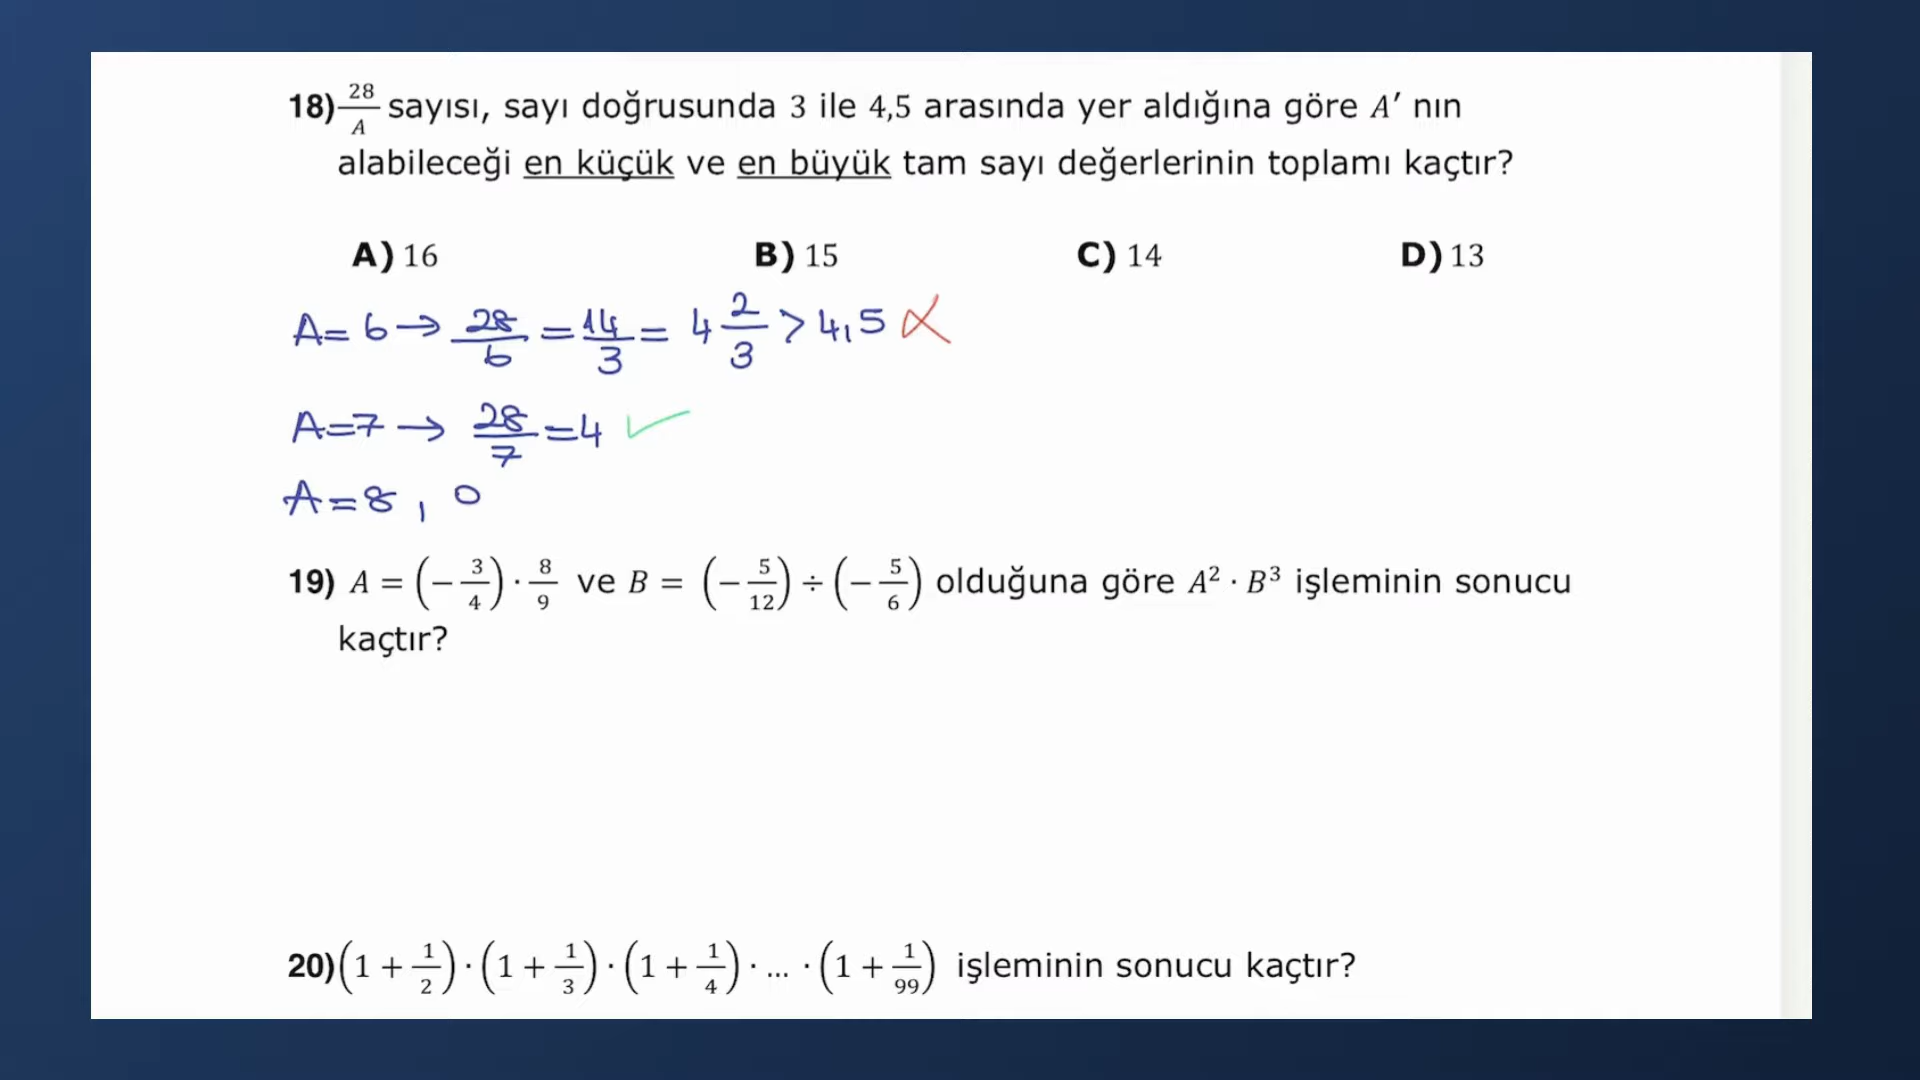 18) 28/A sayısı, sayı doğrusunda 3 ile 4,5 arasında yer aldığına göre A′ nın
alabileceği en küçük ve en büyük tam sayı değerlerinin toplamı kaçtır?
A) 16 B) 15 C) 14 D) 13
A = 6 → 28/6 = 14/3 = 4 2/3 > 4,5 X
A = 7 → 28/7 = 4 ✓
A = 8 , 0
19) A = (− 3/4) · 8/9 ve B = (− 5/12) ÷ (− 5/6) olduğuna göre A² · B³ işleminin sonucu
kaçtır?
20) (1 + 1/2) · (1 + 1/3) · (1 + 1/4) · ... · (1 + 1/99) işleminin sonucu kaçtır?